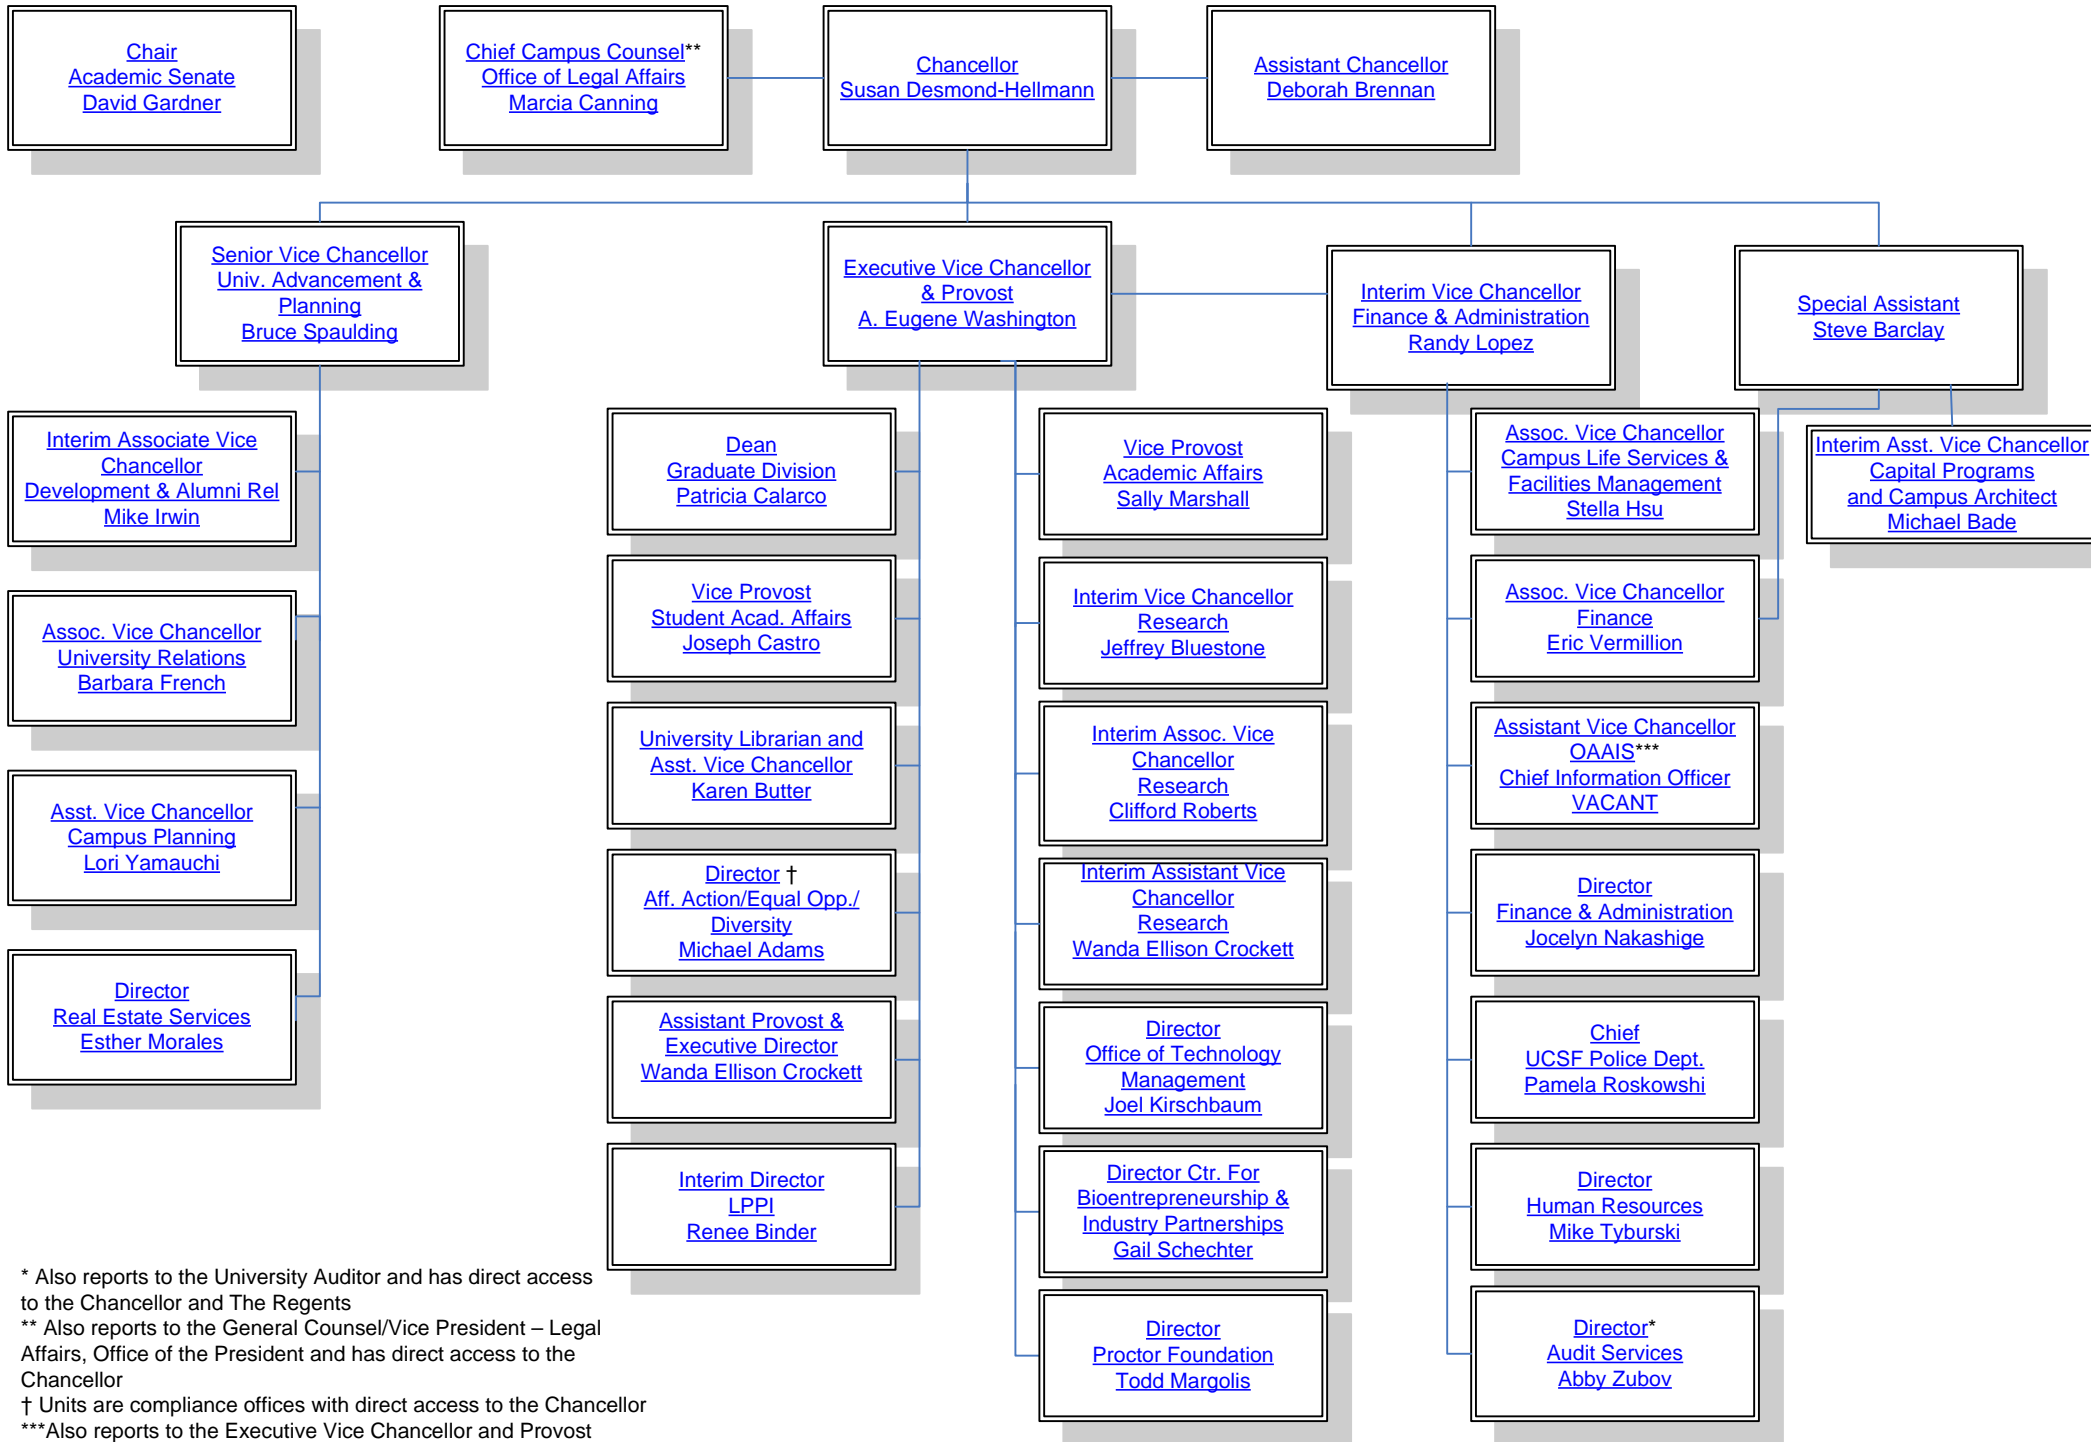 Chair
Academic Senate
David Gardner
Chief Campus Counsel**
Office of Legal Affairs
Marcia Canning
Chancellor
Susan Desmond-Hellmann
Assistant Chancellor
Deborah Brennan
Senior Vice Chancellor
Univ. Advancement &
Planning
Bruce Spaulding
Executive Vice Chancellor
& Provost
A. Eugene Washington
Interim Vice Chancellor
Finance & Administration
Randy Lopez
Special Assistant
Steve Barclay
Interim Associate Vice
Chancellor
Development & Alumni Rel
Mike Irwin
Assoc. Vice Chancellor
University Relations
Barbara French
Asst. Vice Chancellor
Campus Planning
Lori Yamauchi
Director
Real Estate Services
Esther Morales
Dean
Graduate Division
Patricia Calarco
Vice Provost
Student Acad. Affairs
Joseph Castro
University Librarian and
Asst. Vice Chancellor
Karen Butter
Director †
Aff. Action/Equal Opp./
Diversity
Michael Adams
Assistant Provost &
Executive Director
Wanda Ellison Crockett
Interim Director
LPPI
Renee Binder
Vice Provost
Academic Affairs
Sally Marshall
Interim Vice Chancellor
Research
Jeffrey Bluestone
Interim Assoc. Vice
Chancellor
Research
Clifford Roberts
Interim Assistant Vice
Chancellor
Research
Wanda Ellison Crockett
Director
Office of Technology
Management
Joel Kirschbaum
Director Ctr. For
Bioentrepreneurship &
Industry Partnerships
Gail Schechter
Director
Proctor Foundation
Todd Margolis
Assoc. Vice Chancellor
Campus Life Services &
Facilities Management
Stella Hsu
Assoc. Vice Chancellor
Finance
Eric Vermillion
Assistant Vice Chancellor
OAAIS***
Chief Information Officer
VACANT
Director
Finance & Administration
Jocelyn Nakashige
Chief
UCSF Police Dept.
Pamela Roskowshi
Director
Human Resources
Mike Tyburski
Director*
Audit Services
Abby Zubov
Interim Asst. Vice Chancellor
Capital Programs
and Campus Architect
Michael Bade
* Also reports to the University Auditor and has direct access
to the Chancellor and The Regents
** Also reports to the General Counsel/Vice President – Legal
Affairs, Office of the President and has direct access to the
Chancellor
† Units are compliance offices with direct access to the Chancellor
***Also reports to the Executive Vice Chancellor and Provost